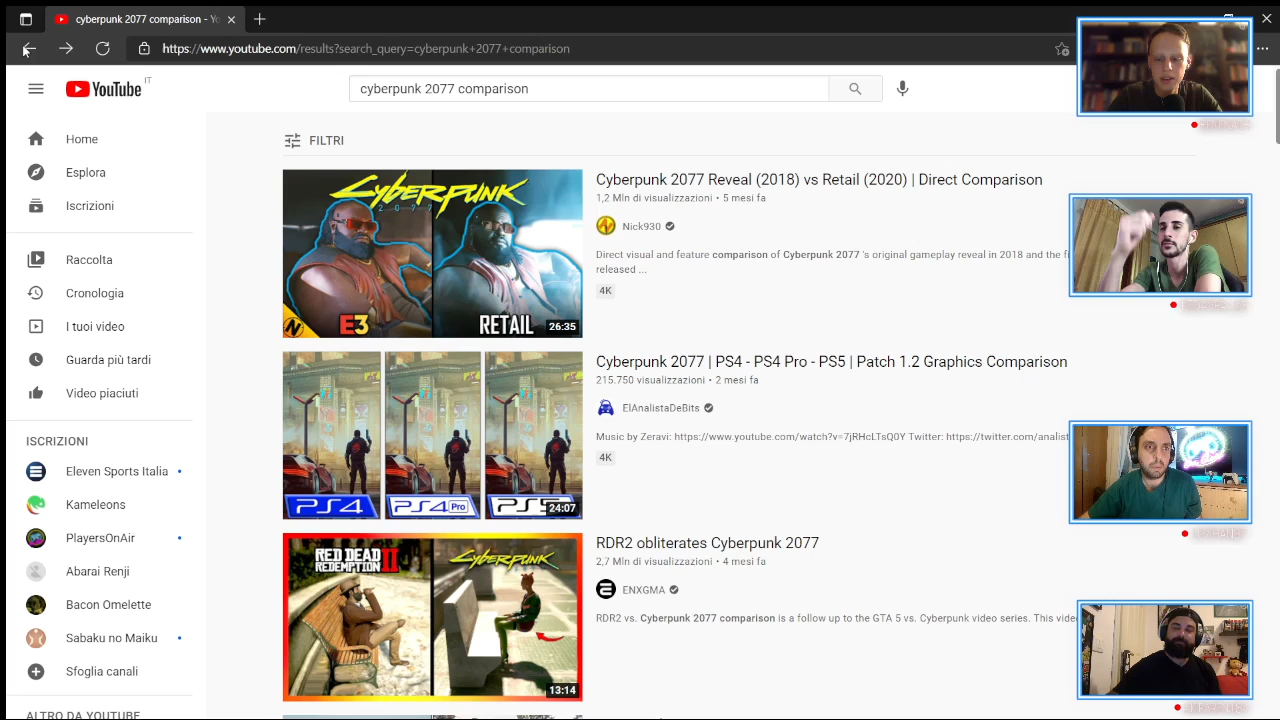 cyberpunk 2077 comparison - Yo
https://www.youtube.com/results?search_query=cyberpunk+2077+comparison
YouTube IT
cyberpunk 2077 comparison
Home
Esplora
Iscrizioni
Raccolta
Cronologia
I tuoi video
Guarda più tardi
Video piaciuti
ISCRIZIONI
Eleven Sports Italia
Kameleons
PlayersOnAir
Abarai Renji
Bacon Omelette
Sabaku no Maiku
Sfoglia canali
ALTRO DA YOUTUBE
FILTRI
CYBERPUNK
2077
E3
RETAIL
26:35
Cyberpunk 2077 Reveal (2018) vs Retail (2020) | Direct Comparison
1,2 Mln di visualizzazioni • 5 mesi fa
Nick930
Direct visual and feature comparison of Cyberpunk 2077 's original gameplay reveal in 2018 and the fi
released ...
4K
PS4
PS4 Pro
PS5
24:07
Cyberpunk 2077 | PS4 - PS4 Pro - PS5 | Patch 1.2 Graphics Comparison
215.750 visualizzazioni • 2 mesi fa
ElAnalistaDeBits
Music by Zeravi: https://www.youtube.com/watch?v=7jRHcLTsQ0Y Twitter: https://twitter.com/analist
4K
RED DEAD
REDEMPTION II
CYBERPUNK
13:14
RDR2 obliterates Cyberpunk 2077
2,7 Mln di visualizzazioni • 4 mesi fa
ENXGMA
RDR2 vs. Cyberpunk 2077 comparison is a follow up to the GTA 5 vs. Cyberpunk video series. This vide